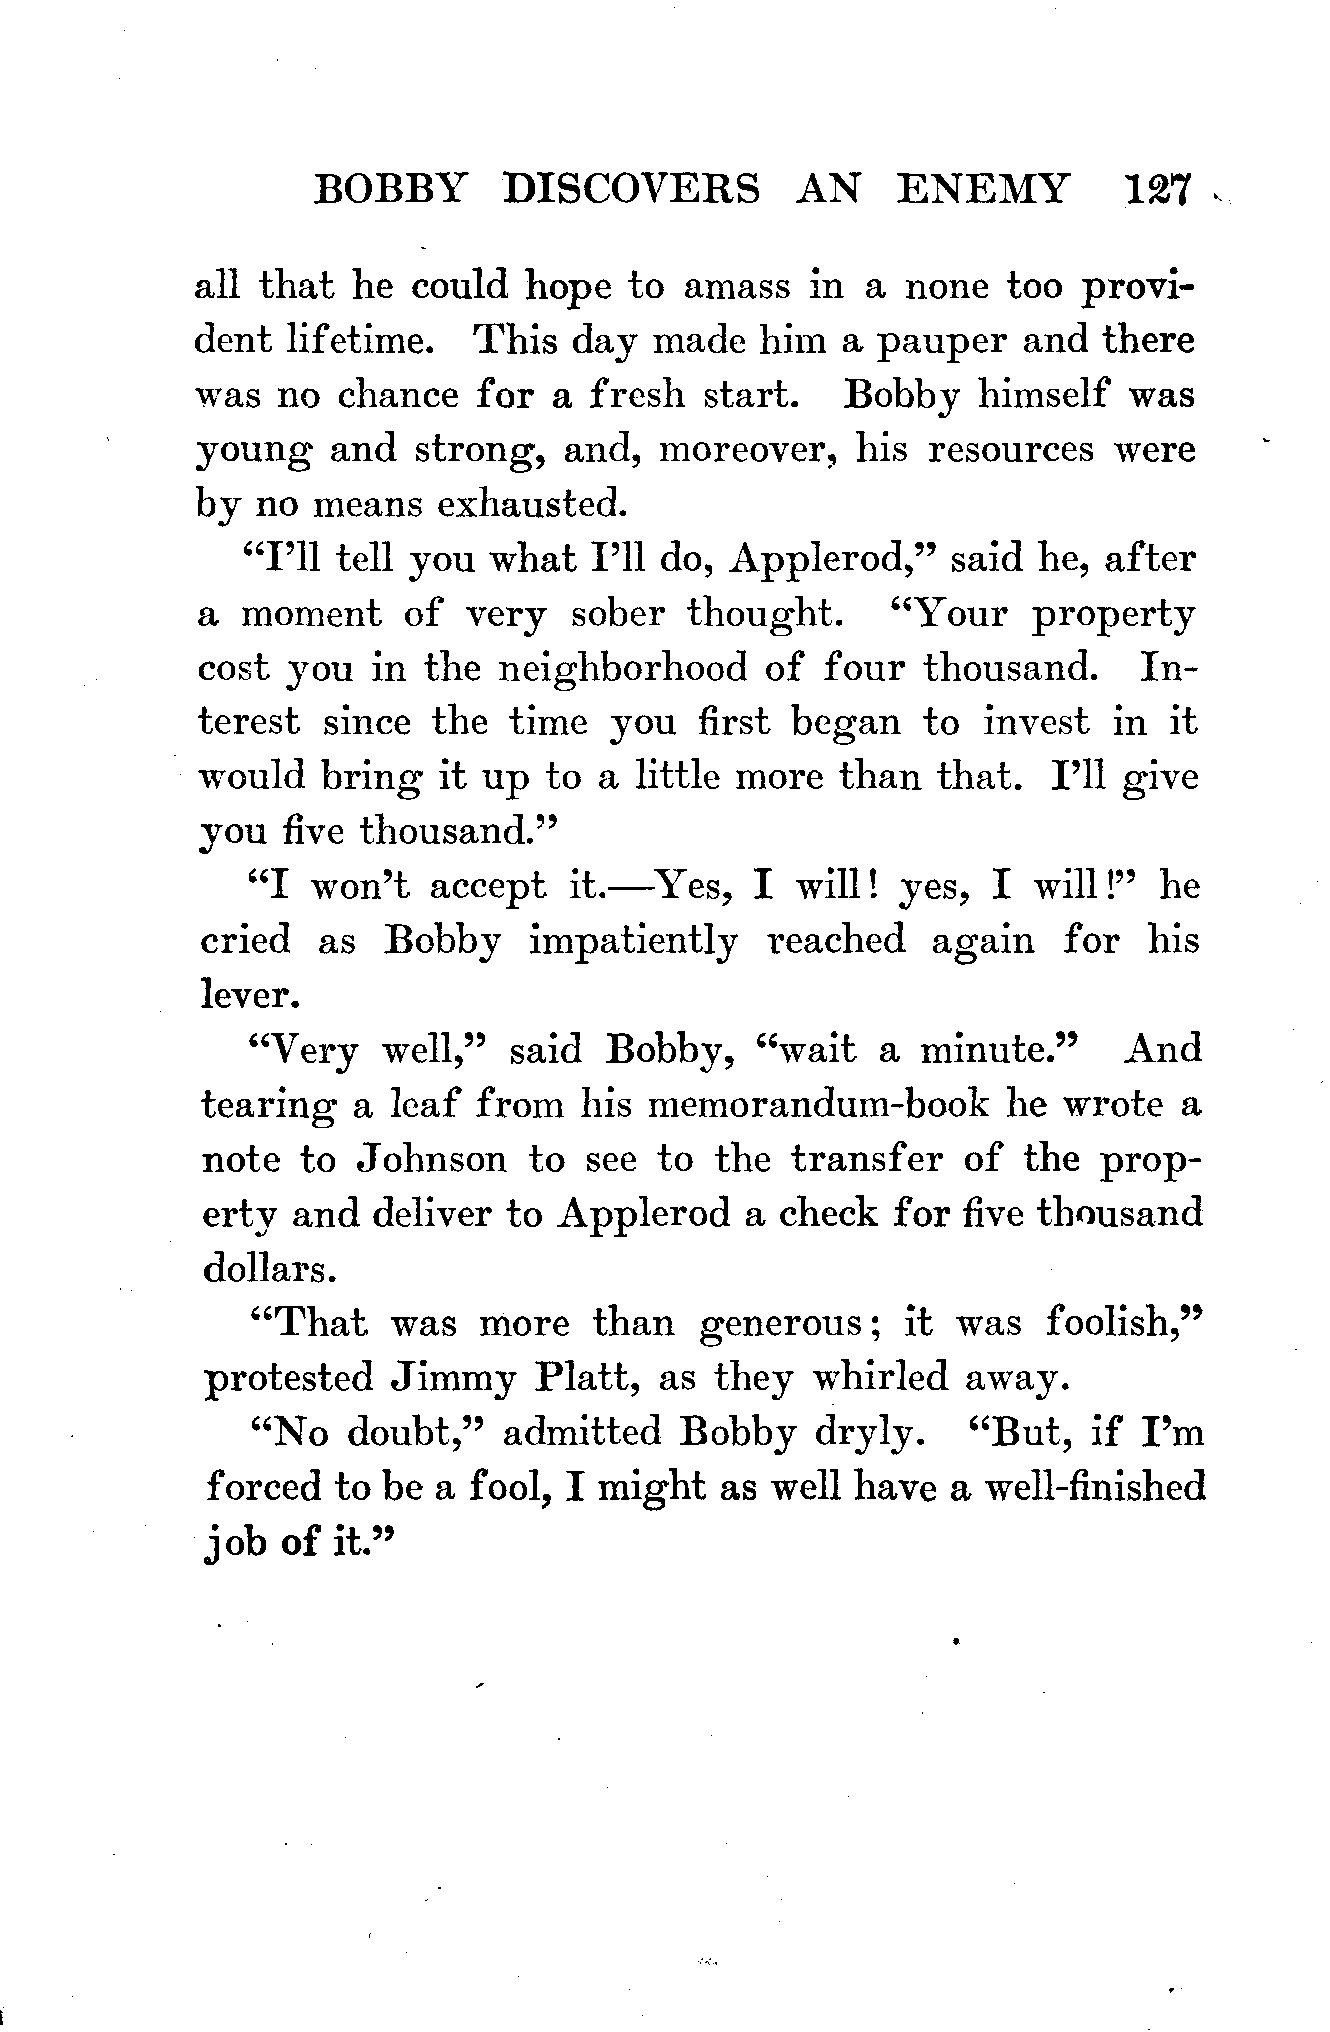 BOBBY DISCOVERS AN ENEMY 127
all that he could hope to amass in a none too provi-
dent lifetime. This day made him a pauper and there
was no chance for a fresh start. Bobby himself was
young and strong, and, moreover, his resources were
by no means exhausted.
“I’ll tell you what I’ll do, Applerod,” said he, after
a moment of very sober thought. “Your property
cost you in the neighborhood of four thousand. In-
terest since the time you first began to invest in it
would bring it up to a little more than that. I’ll give
you five thousand.”
“I won’t accept it.—Yes, I will! yes, I will!” he
cried as Bobby impatiently reached again for his
lever.
“Very well,” said Bobby, “wait a minute.” And
tearing a leaf from his memorandum-book he wrote a
note to Johnson to see to the transfer of the prop-
erty and deliver to Applerod a check for five thousand
dollars.
“That was more than generous; it was foolish,”
protested Jimmy Platt, as they whirled away.
“No doubt,” admitted Bobby dryly. “But, if I’m
forced to be a fool, I might as well have a well-finished
job of it.”